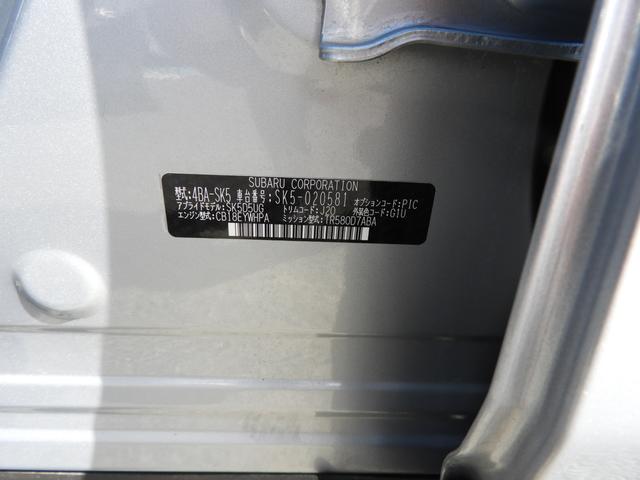 SUBARU CORPORATION
型式:4BA-SK5 車台番号:SK5-020581 オプションコード:PIC
アプライドモデル:SK5D5JG トリムコード:J20 外装色コード:G1U
エンジン型式:CB18EYWHPA ミッション型式:TR580D7ABA